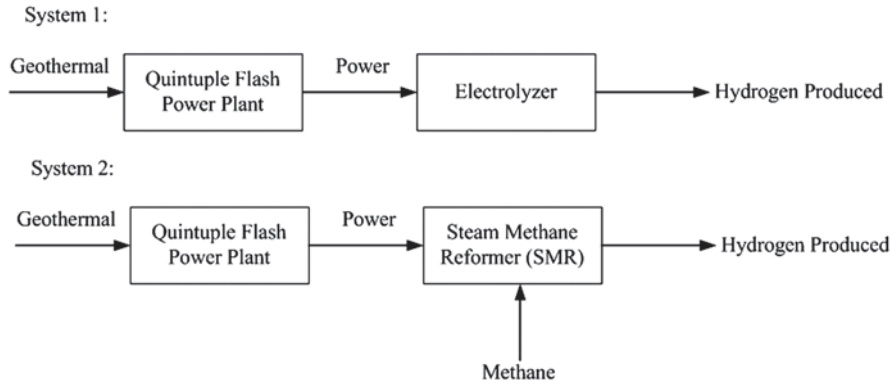 System 1:
Geothermal
Quintuple Flash
Power Plant
Power
Electrolyzer
Hydrogen Produced
System 2:
Geothermal
Quintuple Flash
Power Plant
Power
Steam Methane
Reformer (SMR)
Hydrogen Produced
Methane